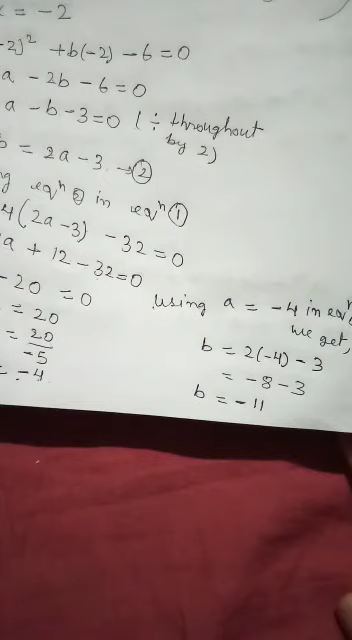 = -2
-2)² + b(-2) - 6 = 0
a - 2b - 6 = 0
a - b - 3 = 0 (÷ throughout
by 2)
b = 2a - 3 → ②
ng eqⁿ ② in eqⁿ ①
4(2a - 3) - 32 = 0
a + 12 - 32 = 0
- 20 = 0
= 20
= 20/-5
= -4
using a = -4 in eqⁿ
we get,
b = 2(-4) - 3
= -8 - 3
b = -11